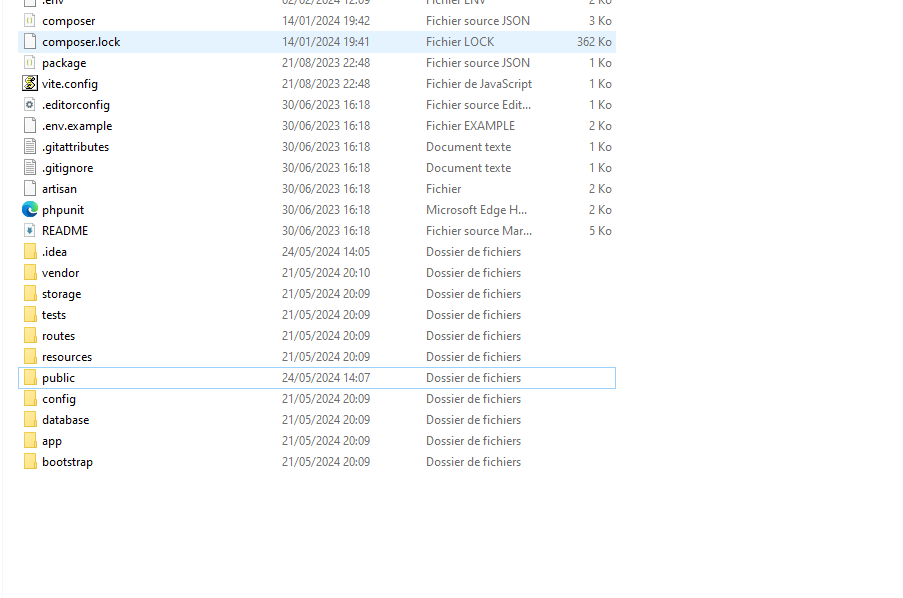 .env 02/02/2024 12:09 Fichier ENV 2 Ko
composer 14/01/2024 19:42 Fichier source JSON 3 Ko
composer.lock 14/01/2024 19:41 Fichier LOCK 362 Ko
package 21/08/2023 22:48 Fichier source JSON 1 Ko
vite.config 21/08/2023 22:48 Fichier de JavaScript 1 Ko
.editorconfig 30/06/2023 16:18 Fichier source Edit... 1 Ko
.env.example 30/06/2023 16:18 Fichier EXAMPLE 2 Ko
.gitattributes 30/06/2023 16:18 Document texte 1 Ko
.gitignore 30/06/2023 16:18 Document texte 1 Ko
artisan 30/06/2023 16:18 Fichier 2 Ko
phpunit 30/06/2023 16:18 Microsoft Edge H... 2 Ko
README 30/06/2023 16:18 Fichier source Mar... 5 Ko
.idea 24/05/2024 14:05 Dossier de fichiers
vendor 21/05/2024 20:10 Dossier de fichiers
storage 21/05/2024 20:09 Dossier de fichiers
tests 21/05/2024 20:09 Dossier de fichiers
routes 21/05/2024 20:09 Dossier de fichiers
resources 21/05/2024 20:09 Dossier de fichiers
public 24/05/2024 14:07 Dossier de fichiers
config 21/05/2024 20:09 Dossier de fichiers
database 21/05/2024 20:09 Dossier de fichiers
app 21/05/2024 20:09 Dossier de fichiers
bootstrap 21/05/2024 20:09 Dossier de fichiers